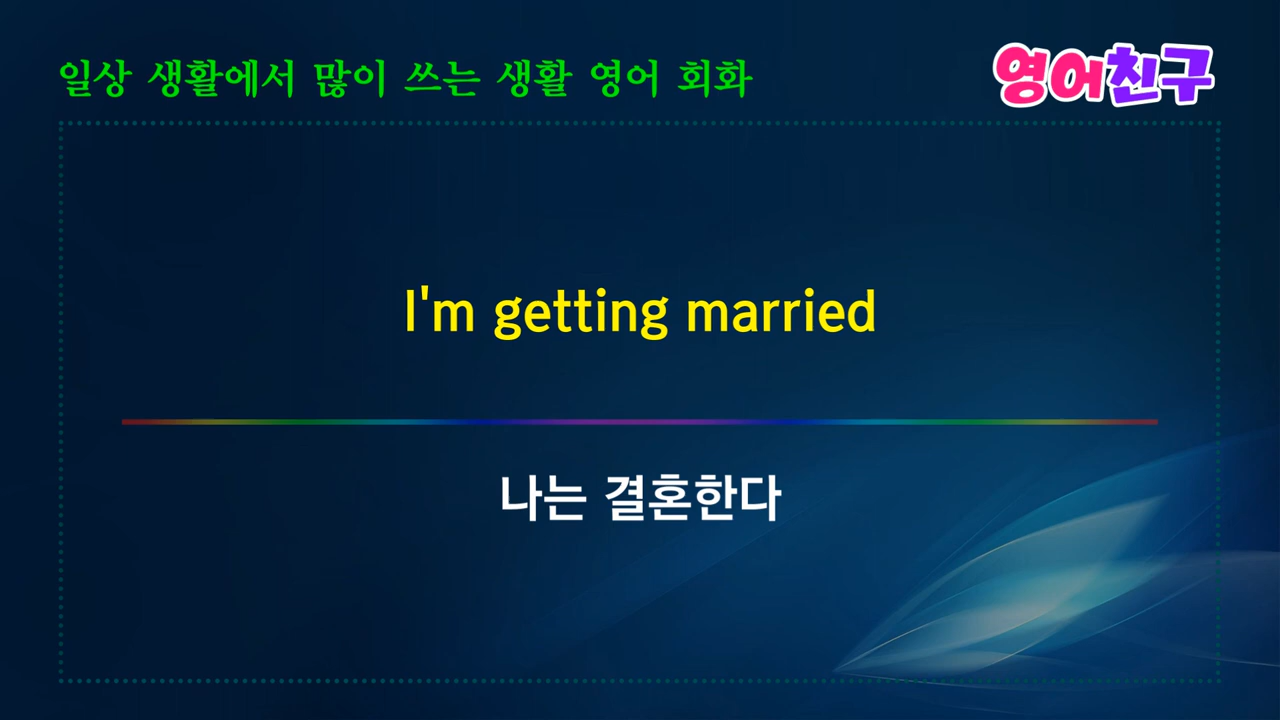 일상 생활에서 많이 쓰는 생활 영어 회화
영어친구
I'm getting married
나는 결혼한다